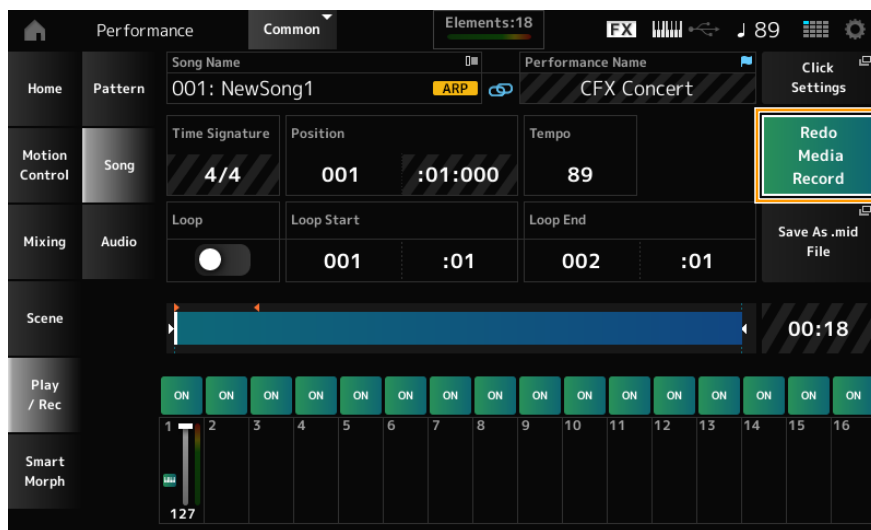 Performance
Common
Elements:18
FX
♩ 89
Home
Motion
Control
Mixing
Scene
Play
/ Rec
Smart
Morph
Pattern
Song
Audio
Song Name
001: NewSong1
ARP
Performance Name
CFX Concert
Click
Settings
Time Signature
4/4
Position
001 :01:000
Tempo
89
Redo
Media
Record
Loop
Loop Start
001 :01
Loop End
002 :01
Save As .mid
File
00:18
ON ON ON ON ON ON ON ON ON ON ON ON ON ON ON ON
1 2 3 4 5 6 7 8 9 10 11 12 13 14 15 16
127